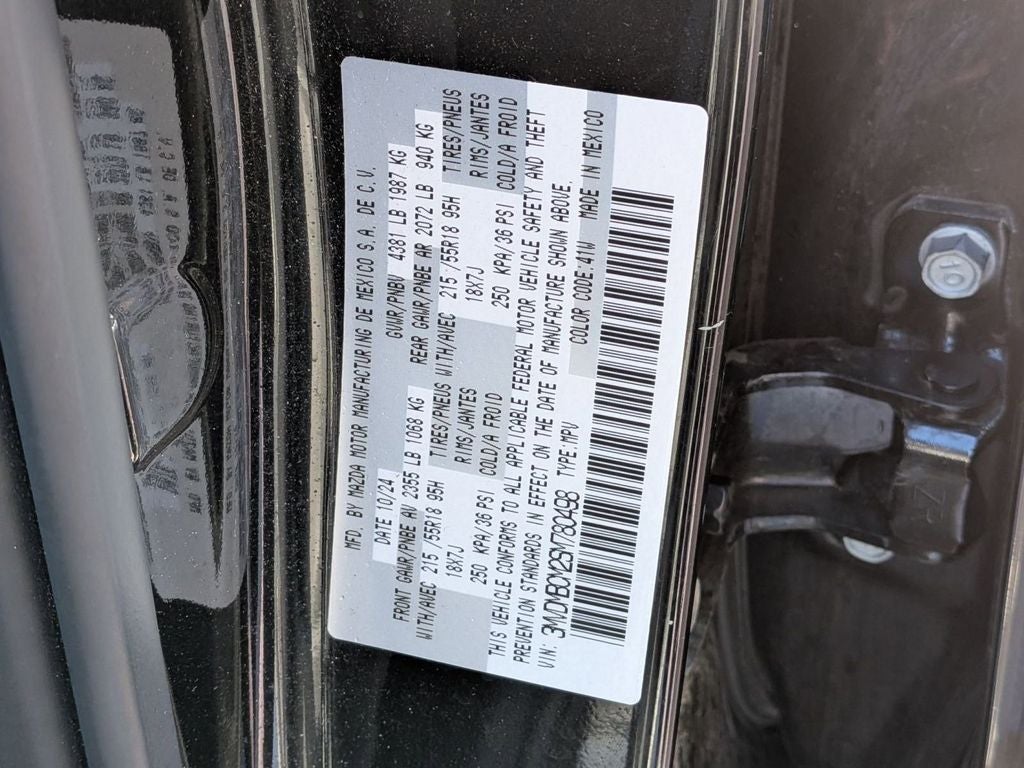 MFD. BY MAZDA MOTOR MANUFACTURING DE MEXICO S.A. DE C.V.
DATE 10/24 GVWR/PNBV 4381 LB 1987 KG
FRONT GAWR/PNBE AV 2355 LB 1068 KG REAR GAWR/PNBE AR 2072 LB 940 KG
WITH/AVEC 215 /55R18 95H TIRES/PNEUS WITH/AVEC 215 /55R18 95H TIRES/PNEUS
18X7J RIMS/JANTES 18X7J RIMS/JANTES
250 KPA/36 PSI COLD/A FROID 250 KPA/36 PSI COLD/A FROID
THIS VEHICLE CONFORMS TO ALL APPLICABLE FEDERAL MOTOR VEHICLE SAFETY AND THEFT
PREVENTION STANDARDS IN EFFECT ON THE DATE OF MANUFACTURE SHOWN ABOVE.
VIN: TYPE:MPV COLOR CODE:41W MADE IN MEXICO
10